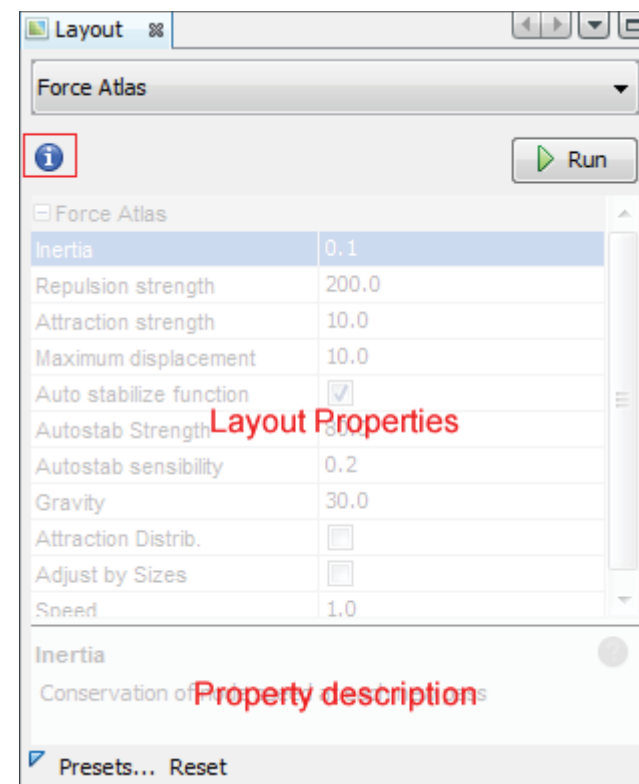 Layout
Force Atlas
Run
Force Atlas
Inertia 0.1
Repulsion strength 200.0
Attraction strength 10.0
Maximum displacement 10.0
Auto stabilize function
Layout Properties
Autostab Strength
Autostab sensibility 0.2
Gravity 30.0
Attraction Distrib.
Adjust by Sizes
Speed 1.0
Inertia
Property description
Conservation of
Presets... Reset